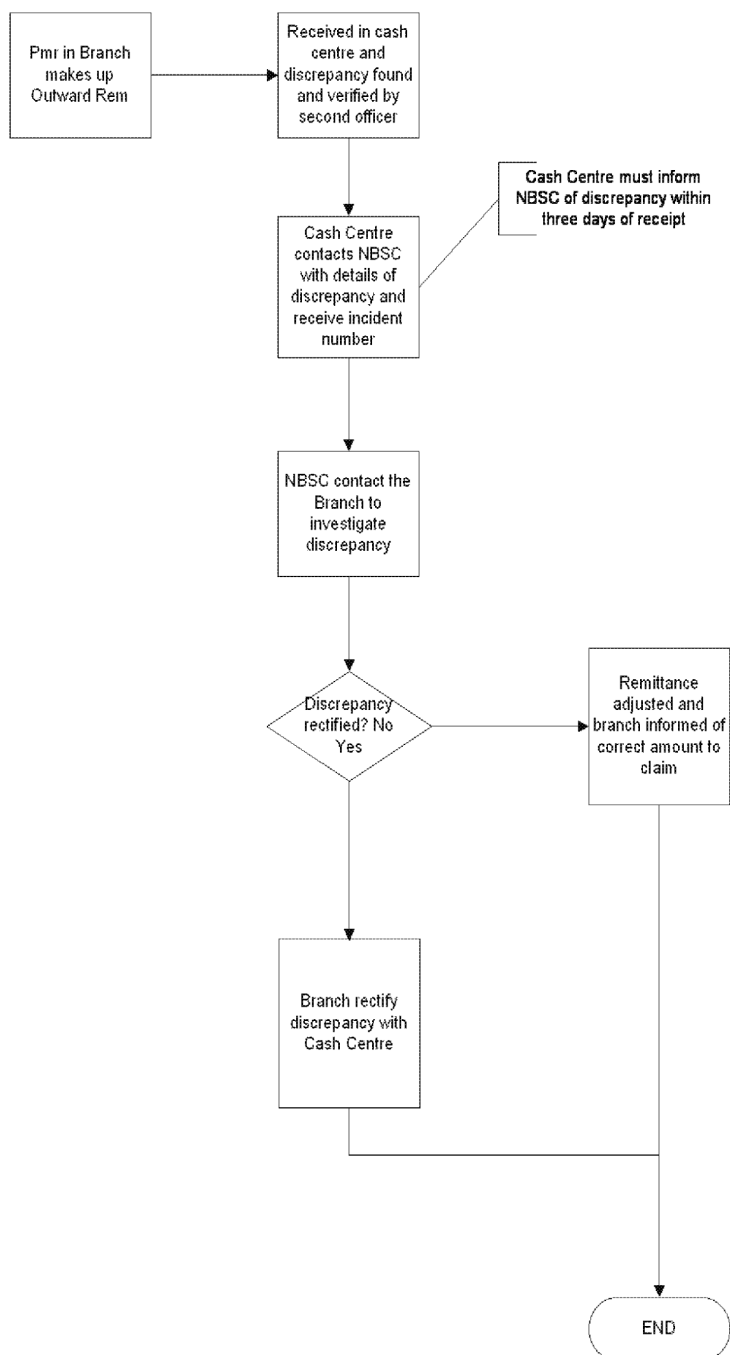 Pmr in Branch
makes up
Outward Rem
Received in cash
centre and
discrepancy found
and verified by
second officer
Cash Centre must inform
NBSC of discrepancy within
three days of receipt
Cash Centre
contacts NBSC
with details of
discrepancy and
receive incident
number
NBSC contact the
Branch to
investigate
discrepancy
Discrepancy
rectified? No
Yes
Remittance
adjusted and
branch informed of
correct amount to
claim
Branch rectify
discrepancy with
Cash Centre
END